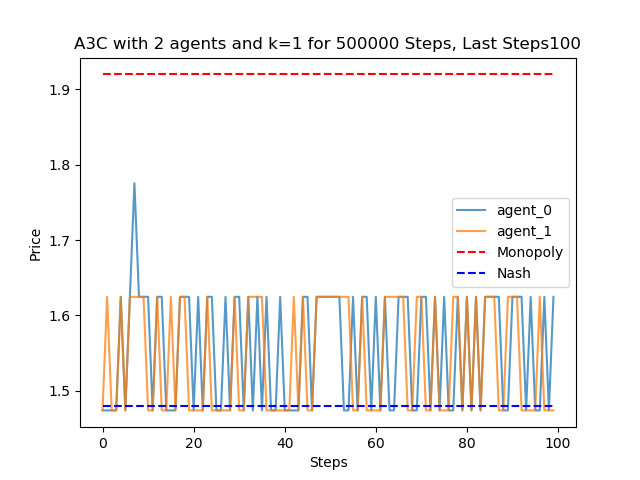 A3C with 2 agents and k=1 for 500000 Steps, Last Steps100
1.9
1.8
1.7
1.6
1.5
Price
agent_0
agent_1
Monopoly
Nash
0 20 40 60 80 100
Steps